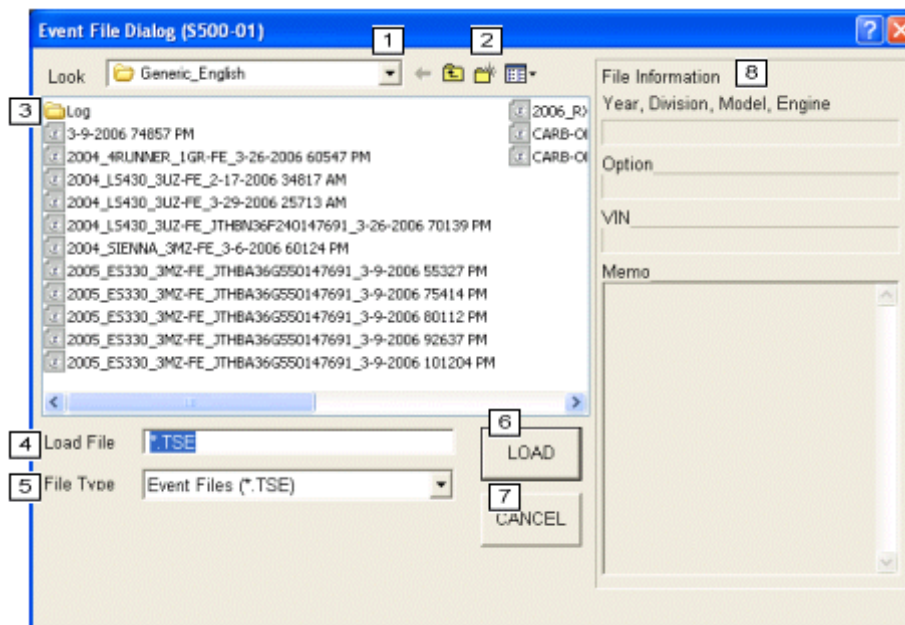 Event File Dialog (S500-01)
1
2
Look
Generic_English
File Information
8
3
Log
3-9-2006 74857 PM
2004_4RUNNER_1GR-FE_3-26-2006 60547 PM
2004_LS430_3UZ-FE_2-17-2006 34817 AM
2004_LS430_3UZ-FE_3-29-2006 25713 AM
2004_LS430_3UZ-FE_JTHBN36F240147691_3-26-2006 70139 PM
2004_SIENNA_3MZ-FE_3-6-2006 60124 PM
2005_ES330_3MZ-FE_JTHBA36G550147691_3-9-2006 55327 PM
2005_ES330_3MZ-FE_JTHBA36G550147691_3-9-2006 75414 PM
2005_ES330_3MZ-FE_JTHBA36G550147691_3-9-2006 80112 PM
2005_ES330_3MZ-FE_JTHBA36G550147691_3-9-2006 92637 PM
2005_ES330_3MZ-FE_JTHBA36G550147691_3-9-2006 101204 PM
2006_RX
CARB-OB
CARB-OB
Year, Division, Model, Engine
Option
VIN
Memo
4
Load File
*.TSE
5
File Type
Event Files (*.TSE)
6
LOAD
7
CANCEL